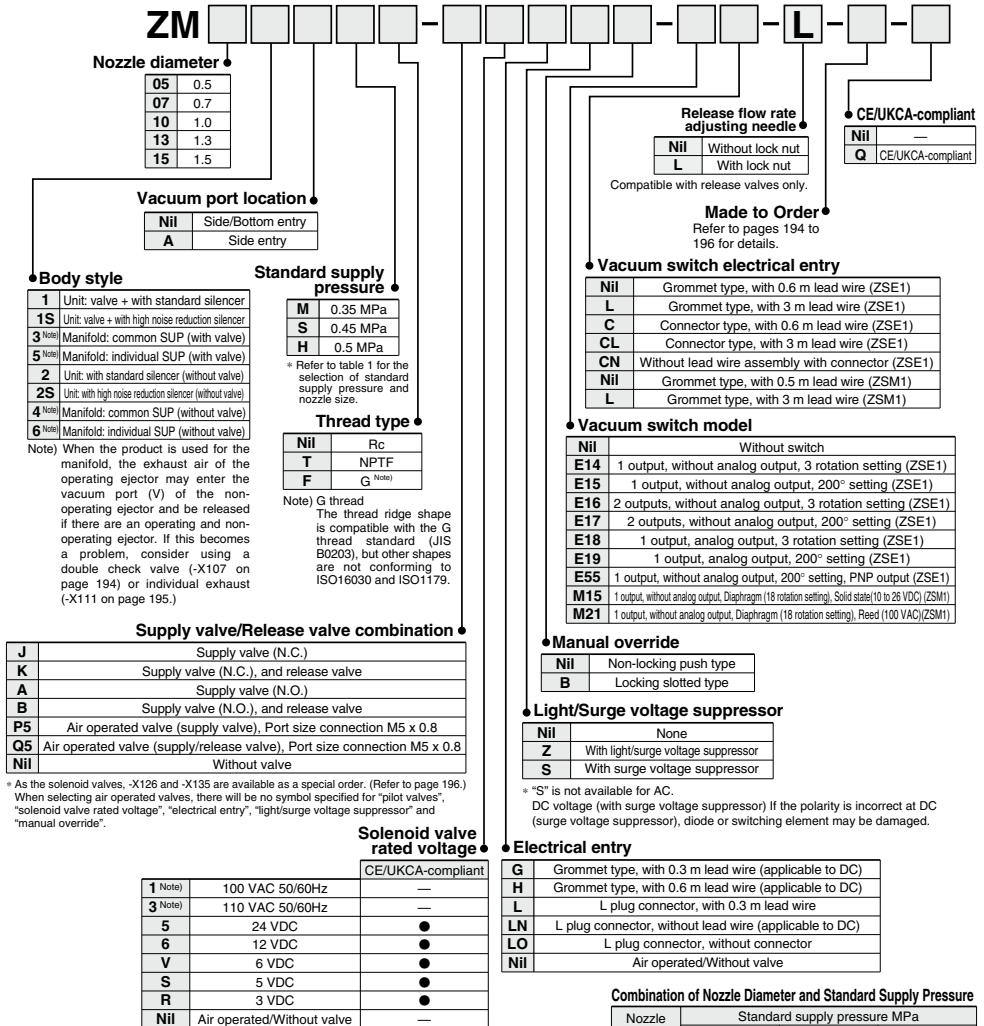 ZM - - - L - -
Nozzle diameter
05 0.5
07 0.7
10 1.0
13 1.3
15 1.5
Release flow rate
adjusting needle
Nil Without lock nut
L With lock nut
Compatible with release valves only.
CE/UKCA-compliant
Nil —
Q CE/UKCA-compliant
Vacuum port location
Nil Side/Bottom entry
A Side entry
Made to Order
Refer to pages 194 to
196 for details.
Body style
1 Unit: valve + with standard silencer
1S Unit: valve + with high noise reduction silencer
3 Note) Manifold: common SUP (with valve)
5 Note) Manifold: individual SUP (with valve)
2 Unit: with standard silencer (without valve)
2S Unit: with high noise reduction silencer (without valve)
4 Note) Manifold: common SUP (without valve)
6 Note) Manifold: individual SUP (without valve)
Note) When the product is used for the
manifold, the exhaust air of the
operating ejector may enter the
vacuum port (V) of the non-
operating ejector and be released
if there are an operating and non-
operating ejector. If this becomes
a problem, consider using a
double check valve (-X107 on
page 194) or individual exhaust
(-X111 on page 195.)
Standard supply
pressure
M 0.35 MPa
S 0.45 MPa
H 0.5 MPa
* Refer to table 1 for the
selection of standard
supply pressure and
nozzle size.
Thread type
Nil Rc
T NPTF
F G Note)
Note) G thread
The thread ridge shape
is compatible with the G
thread standard (JIS
B0203), but other shapes
are not conforming to
ISO16030 and ISO1179.
Vacuum switch electrical entry
Nil Grommet type, with 0.6 m lead wire (ZSE1)
L Grommet type, with 3 m lead wire (ZSE1)
C Connector type, with 0.6 m lead wire (ZSE1)
CL Connector type, with 3 m lead wire (ZSE1)
CN Without lead wire assembly with connector (ZSE1)
Nil Grommet type, with 0.5 m lead wire (ZSM1)
L Grommet type, with 3 m lead wire (ZSM1)
Vacuum switch model
Nil Without switch
E14 1 output, without analog output, 3 rotation setting (ZSE1)
E15 1 output, without analog output, 200° setting (ZSE1)
E16 2 outputs, without analog output, 3 rotation setting (ZSE1)
E17 2 outputs, without analog output, 200° setting (ZSE1)
E18 1 output, analog output, 3 rotation setting (ZSE1)
E19 1 output, analog output, 200° setting (ZSE1)
E55 1 output, without analog output, 200° setting, PNP output (ZSE1)
M15 1 output, without analog output, Diaphragm (18 rotation setting), Solid state(10 to 26 VDC) (ZSM1)
M21 1 output, without analog output, Diaphragm (18 rotation setting), Reed (100 VAC)(ZSM1)
Supply valve/Release valve combination
J Supply valve (N.C.)
K Supply valve (N.C.), and release valve
A Supply valve (N.O.)
B Supply valve (N.O.), and release valve
P5 Air operated valve (supply valve), Port size connection M5 x 0.8
Q5 Air operated valve (supply/release valve), Port size connection M5 x 0.8
Nil Without valve
* As the solenoid valves, -X126 and -X135 are available as a special order. (Refer to page 196.)
When selecting air operated valves, there will be no symbol specified for "pilot valves",
"solenoid valve rated voltage", "electrical entry", "light/surge voltage suppressor" and
"manual override".
Manual override
Nil Non-locking push type
B Locking slotted type
Light/Surge voltage suppressor
Nil None
Z With light/surge voltage suppressor
S With surge voltage suppressor
* "S" is not available for AC.
DC voltage (with surge voltage suppressor) If the polarity is incorrect at DC
(surge voltage suppressor), diode or switching element may be damaged.
Solenoid valve
rated voltage
CE/UKCA-compliant
1 Note) 100 VAC 50/60Hz —
3 Note) 110 VAC 50/60Hz —
5 24 VDC ●
6 12 VDC ●
V 6 VDC ●
S 5 VDC ●
R 3 VDC ●
Nil Air operated/Without valve —
Electrical entry
G Grommet type, with 0.3 m lead wire (applicable to DC)
H Grommet type, with 0.6 m lead wire (applicable to DC)
L L plug connector, with 0.3 m lead wire
LN L plug connector, without lead wire (applicable to DC)
LO L plug connector, without connector
Nil Air operated/Without valve
Combination of Nozzle Diameter and Standard Supply Pressure
Nozzle Standard supply pressure MPa